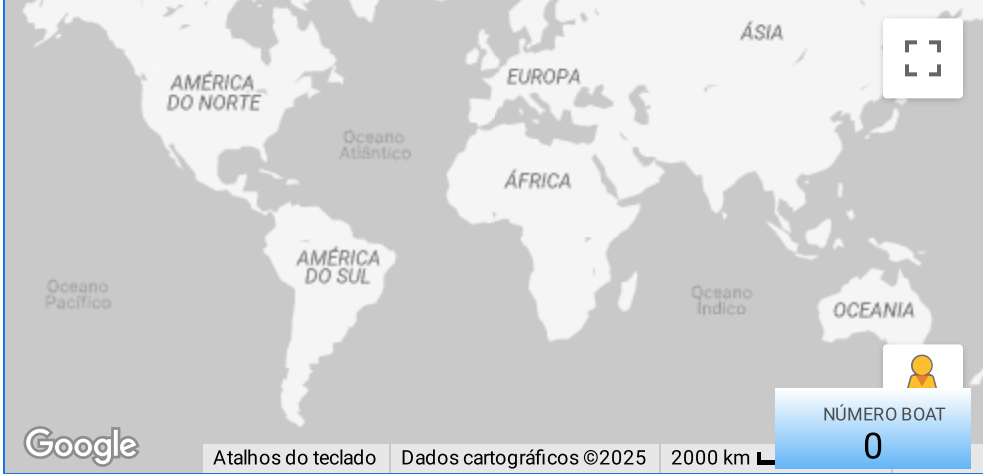 ÁSIA
EUROPA
AMÉRICA
DO NORTE
Oceano
Atlântico
ÁFRICA
AMÉRICA
DO SUL
Oceano
Pacífico
Oceano
Índico
OCEANIA
NÚMERO BOAT
0
Google
Atalhos do teclado
Dados cartográficos ©2025
2000 km